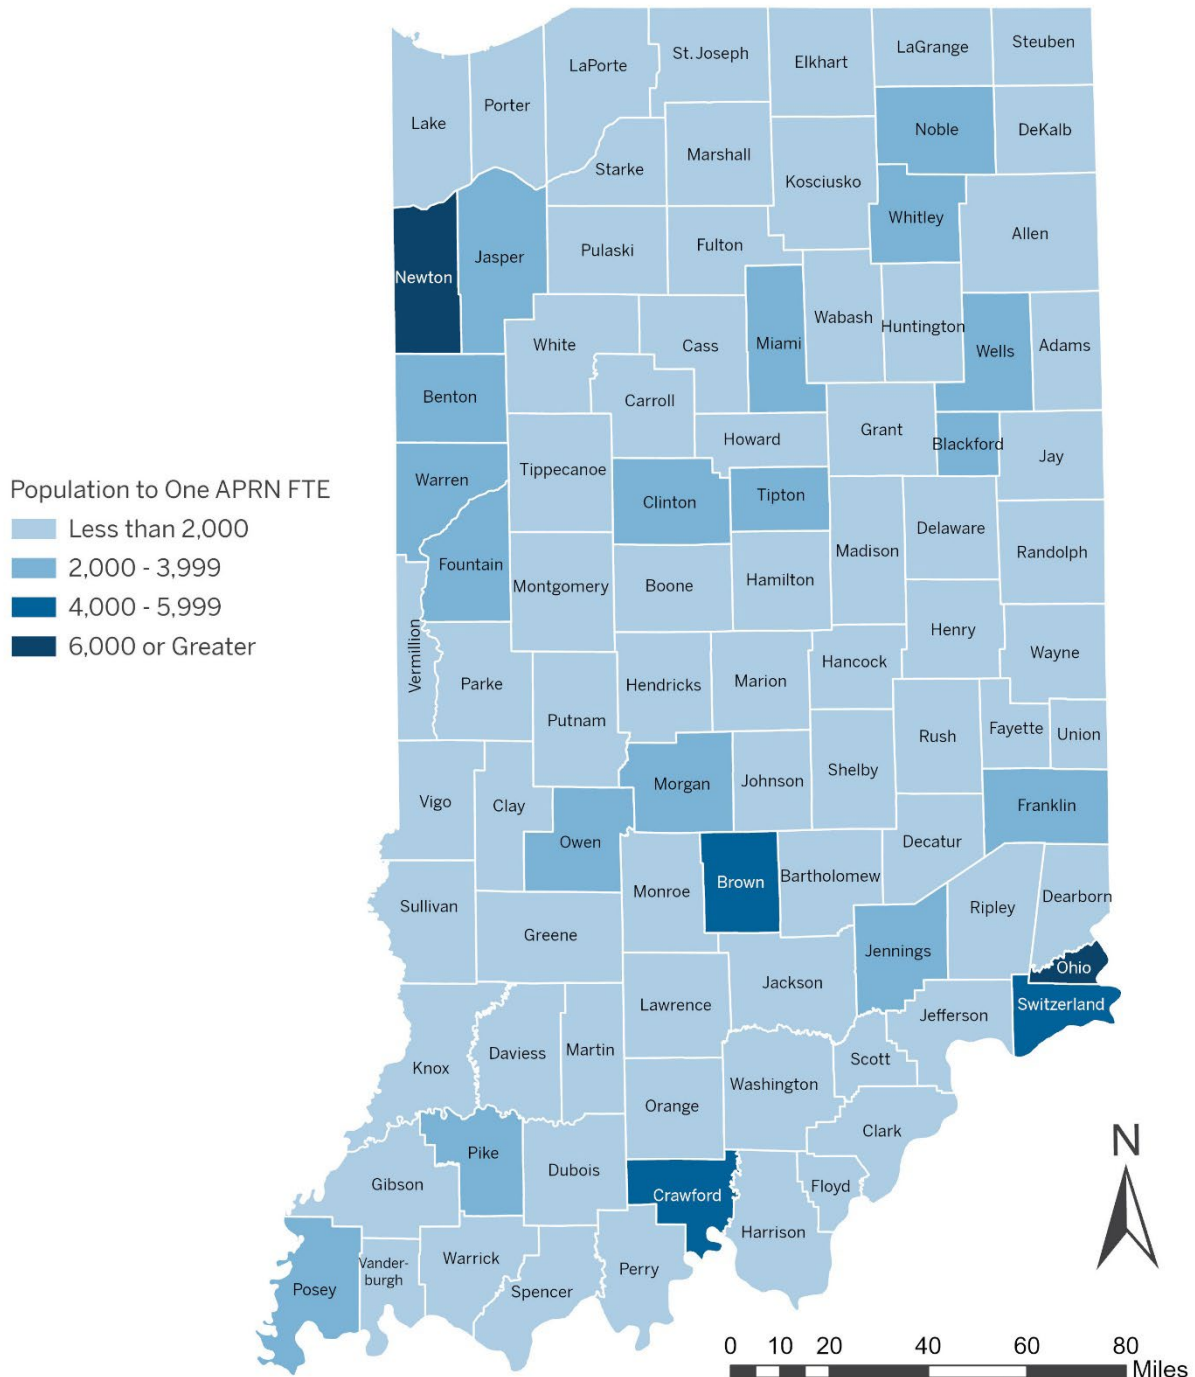 LaPorte
St. Joseph
Elkhart
LaGrange
Steuben
Lake
Porter
Noble
DeKalb
Starke
Marshall
Kosciusko
Whitley
Allen
Newton
Jasper
Pulaski
Fulton
White
Cass
Miami
Wabash
Huntington
Wells
Adams
Benton
Carroll
Howard
Grant
Blackford
Jay
Warren
Tippecanoe
Clinton
Tipton
Population to One APRN FTE
Less than 2,000
2,000 - 3,999
4,000 - 5,999
6,000 or Greater
Fountain
Montgomery
Boone
Hamilton
Madison
Delaware
Randolph
Vermillion
Parke
Putnam
Hendricks
Marion
Hancock
Henry
Wayne
Rush
Fayette
Union
Vigo
Clay
Owen
Morgan
Johnson
Shelby
Decatur
Franklin
Sullivan
Greene
Monroe
Brown
Bartholomew
Jennings
Ripley
Dearborn
Ohio
Switzerland
Knox
Daviess
Martin
Lawrence
Jackson
Jefferson
Scott
Washington
Orange
Clark
Pike
Gibson
Dubois
Crawford
Floyd
Harrison
Posey
Vander-
burgh
Warrick
Spencer
Perry
N
0 10 20 40 60 80
Miles